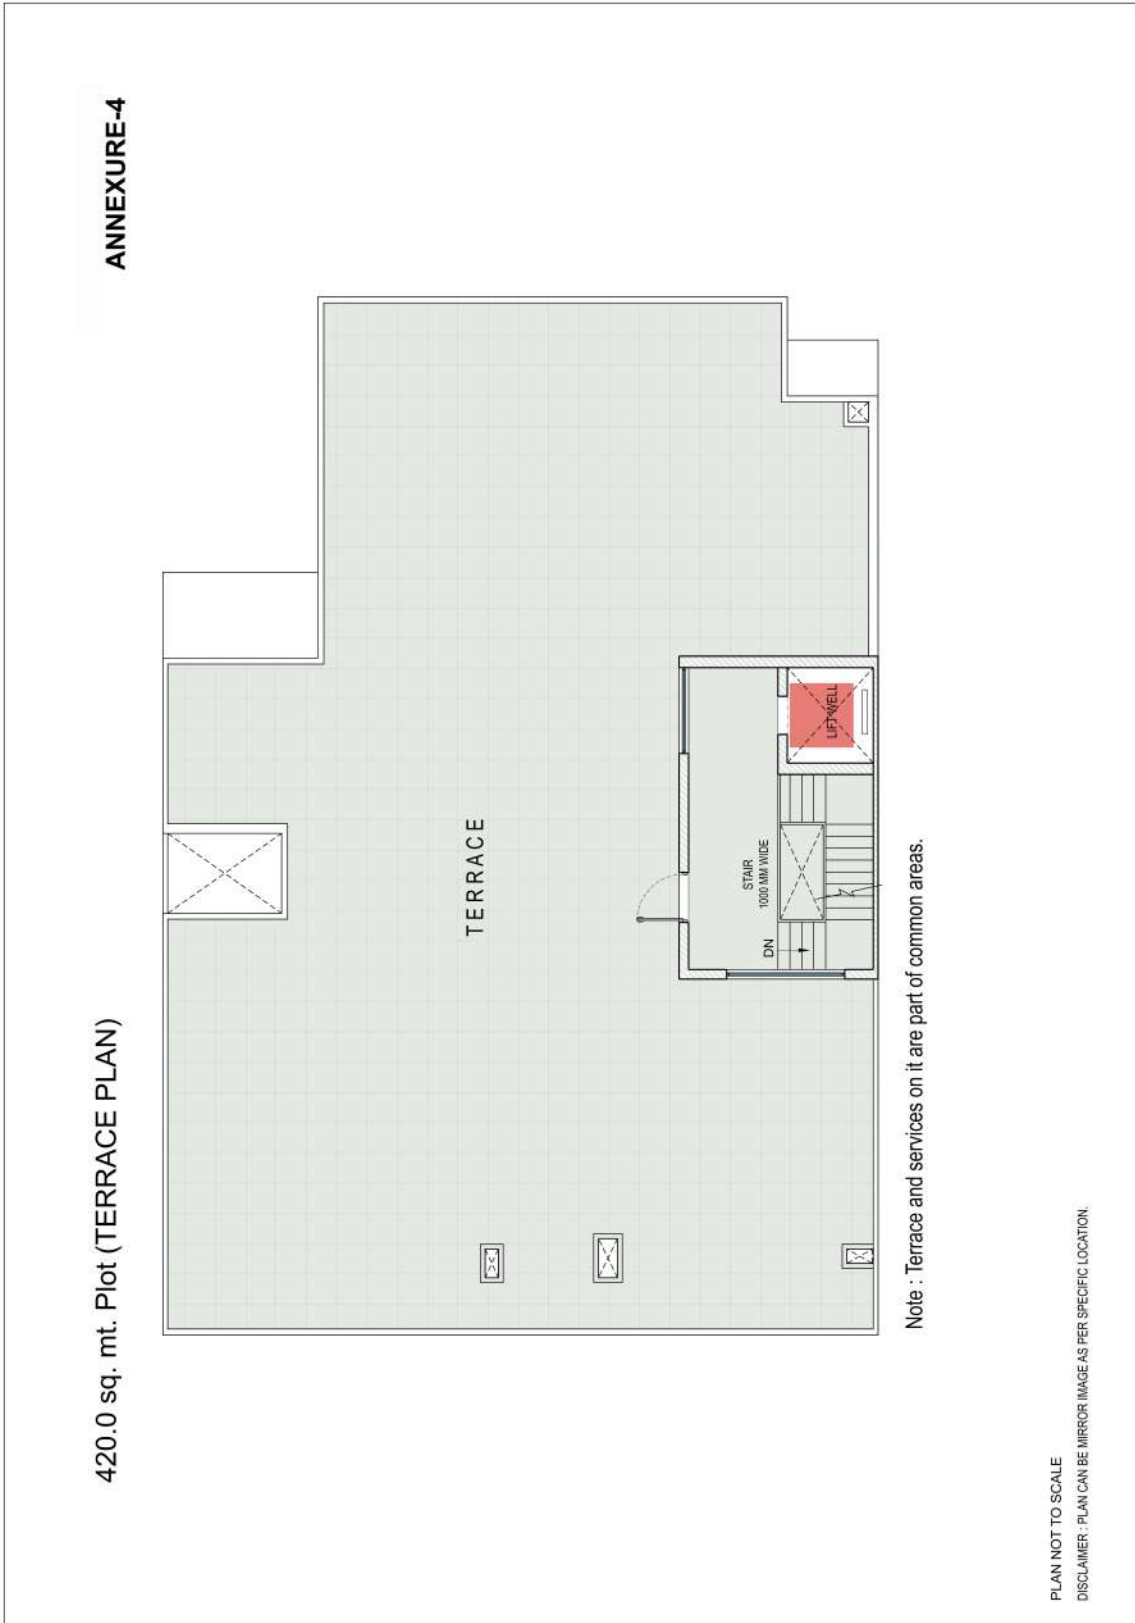 ANNEXURE-4
420.0 sq. mt. Plot (TERRACE PLAN)
TERRACE
STAIR
1000 MM WIDE
DN
LIFT WELL
Note : Terrace and services on it are part of common areas.
PLAN NOT TO SCALE
DISCLAIMER : PLAN CAN BE MIRROR IMAGE AS PER SPECIFIC LOCATION.